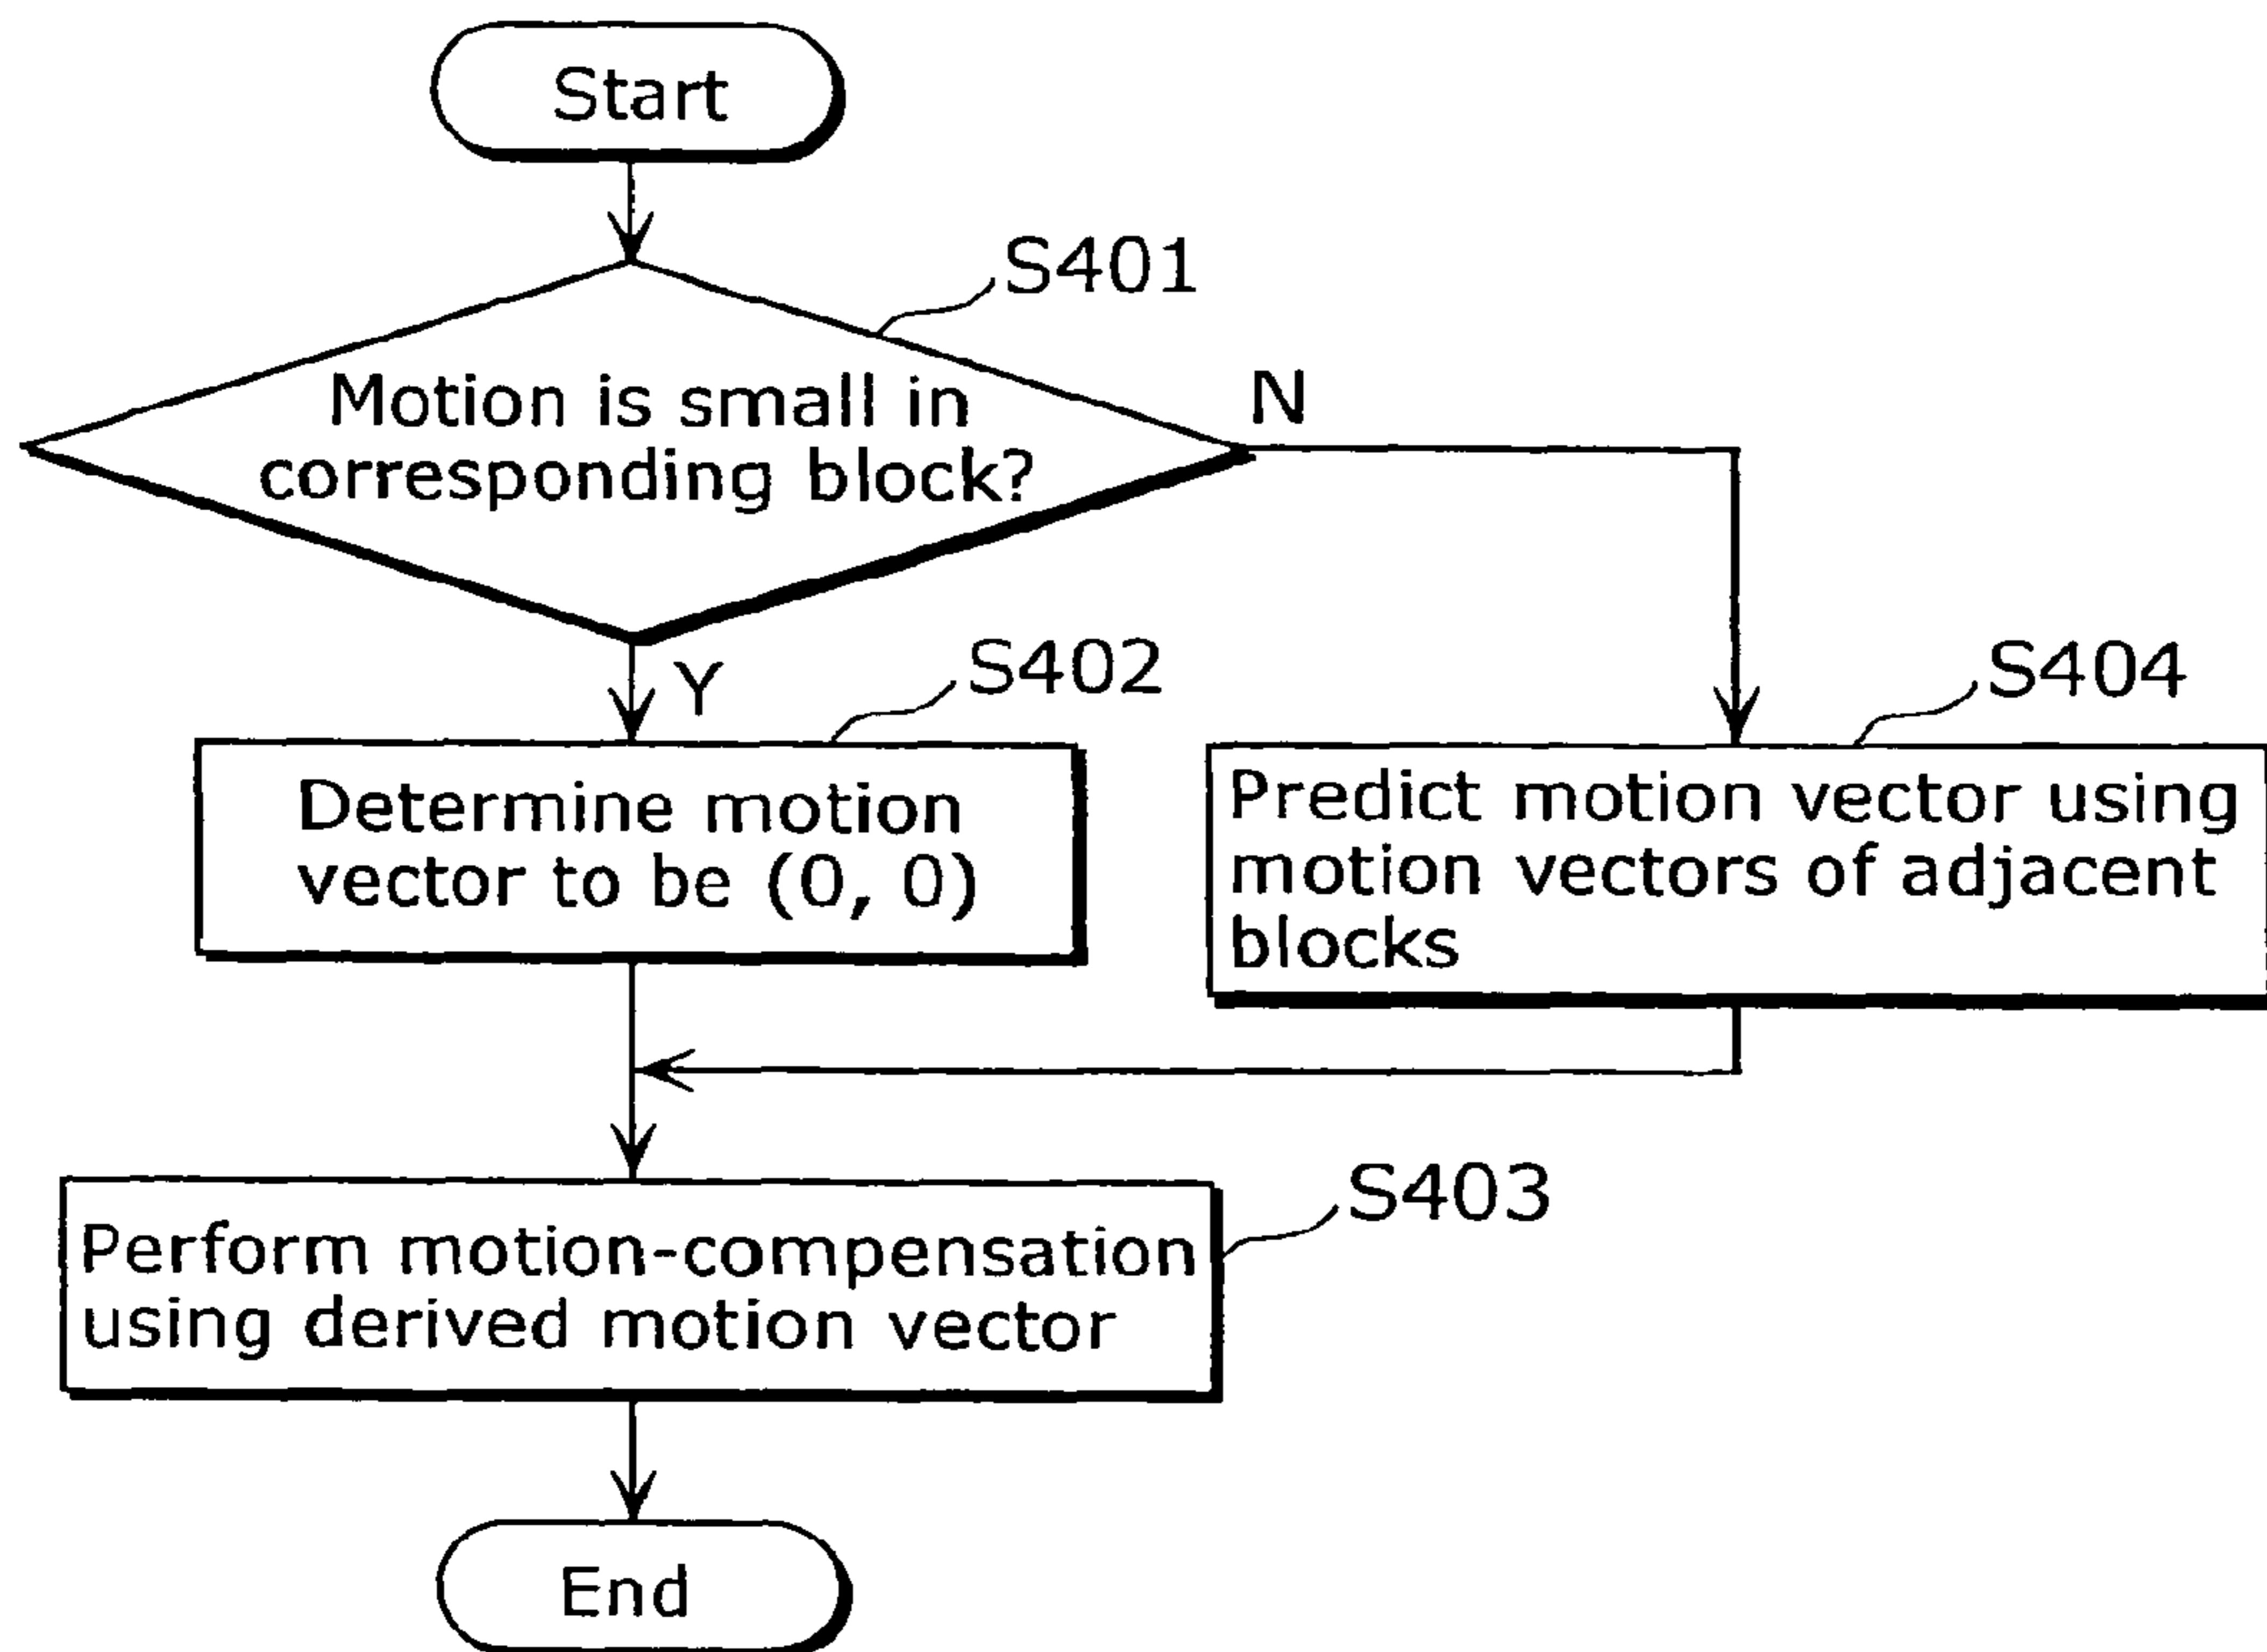 Start
S401
Motion is small in
corresponding block?
N
Y
S402
Determine motion
vector to be (0, 0)
S404
Predict motion vector using
motion vectors of adjacent
blocks
S403
Perform motion-compensation
using derived motion vector
End